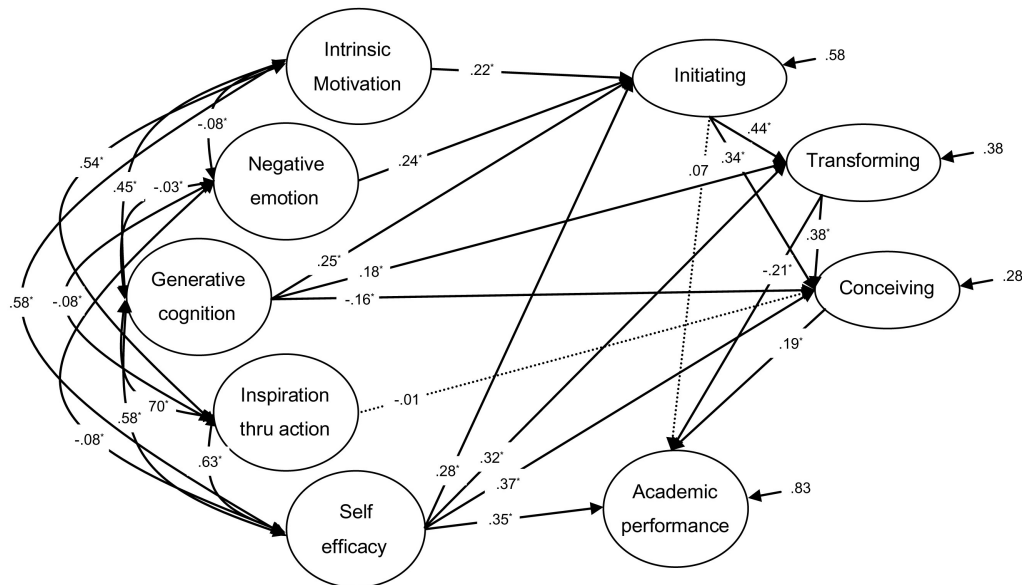 Intrinsic
Motivation
Initiating
.58
.22*
-.08*
.44*
.54*
Negative
emotion
.34*
Transforming
.38
.24*
.07
.45*
-.03*
.38*
.25*
-.21*
Generative
cognition
.18*
-.16*
Conceiving
.28
.58*
-.08*
.19*
Inspiration
thru action
-.01
70*
.58*
-.08*
.63*
.28*
.32*
.37*
.35*
Self
efficacy
Academic
performance
.83